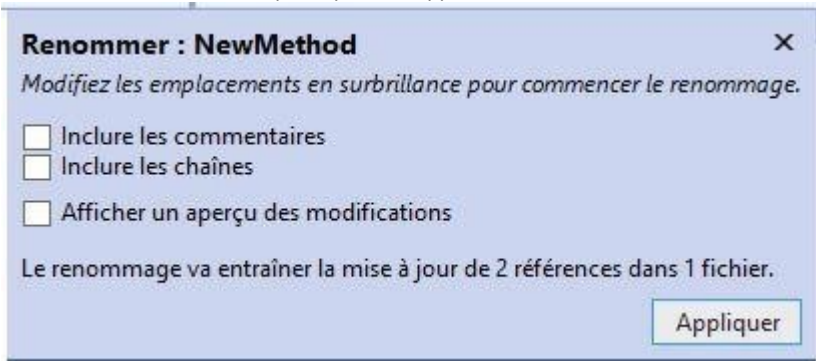 Renommer : NewMethod
Modifiez les emplacements en surbrillance pour commencer le renommage.
Inclure les commentaires
Inclure les chaînes
Afficher un aperçu des modifications
Le renommage va entraîner la mise à jour de 2 références dans 1 fichier.
Appliquer